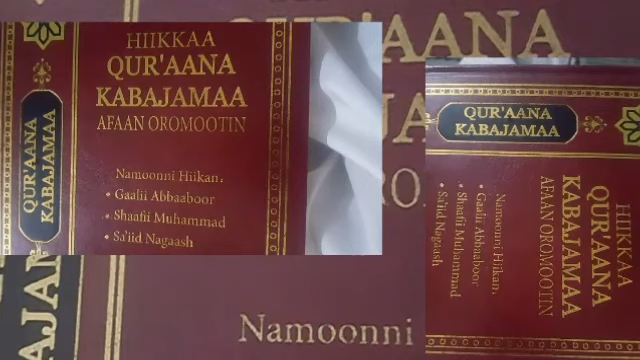 HIIKKAA
QUR'AANA
KABAJAMAA
AFAAN OROMOOTIN
Namoonni Hiikan:
• Gaalii Abbaaboor
• Shaafii Muhammad
• Sa'iid Nagaash
QUR'AANA
KABAJAMAA
QUR'AANA
KABAJAMAA
HIIKKAA
QUR'AANA
KABAJAMAA
AFAAN OROMOOTIN
Namoonni Hiikan:
• Gaalii Abbaaboor
• Shaafii Muhammad
• Sa'iid Nagaash
Namoonni